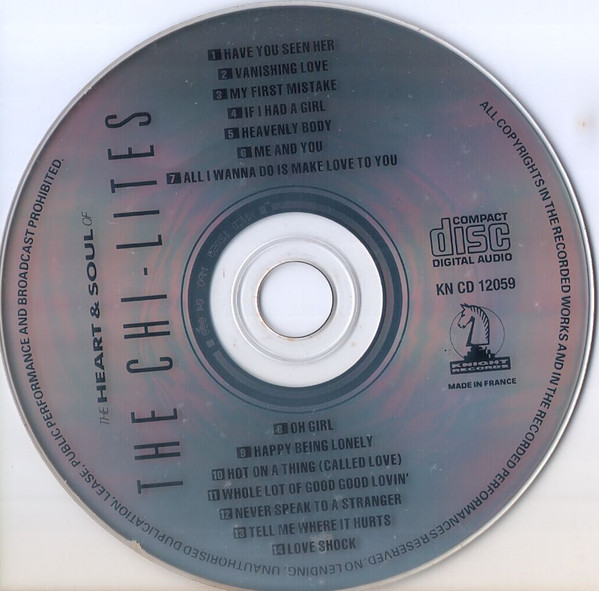 1 HAVE YOU SEEN HER
2 VANISHING LOVE
3 MY FIRST MISTAKE
4 IF I HAD A GIRL
5 HEAVENLY BODY
6 ME AND YOU
7 ALL I WANNA DO IS MAKE LOVE TO YOU
THE HEART & SOUL OF
THE CHI-LITES
COMPACT
disc
DIGITAL AUDIO
KN CD 12059
KNIGHT
RECORDS
MADE IN FRANCE
8 OH GIRL
9 HAPPY BEING LONELY
10 HOT ON A THING (CALLED LOVE)
11 WHOLE LOT OF GOOD GOOD LOVIN'
12 NEVER SPEAK TO A STRANGER
13 TELL ME WHERE IT HURTS
14 LOVE SHOCK
ALL COPYRIGHTS IN THE RECORDED WORKS AND IN THE RECORDED PERFORMANCES RESERVED. NO LENDING, UNAUTHORISED DUPLICATION, LEASE, PUBLIC PERFORMANCE AND BROADCAST PROHIBITED.